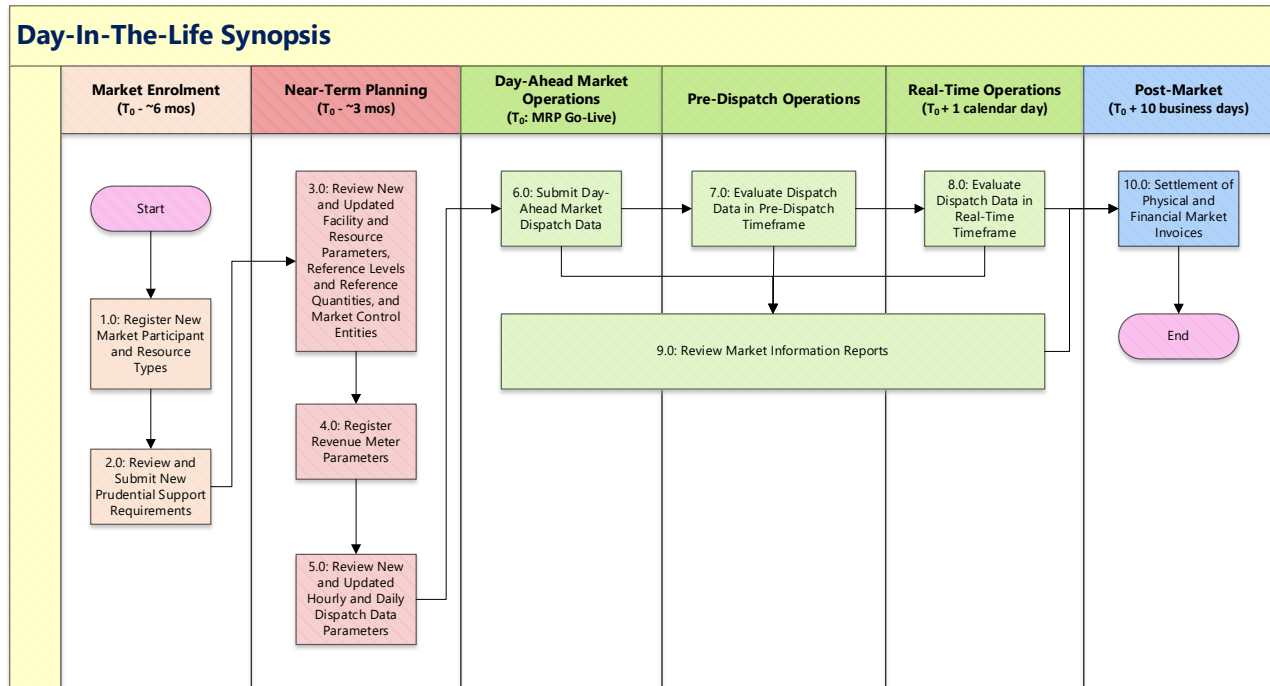 Day-In-The-Life Synopsis
Market Enrolment
(T₀ - ~6 mos)
Near-Term Planning
(T₀ - ~3 mos)
Day-Ahead Market
Operations
(T₀: MRP Go-Live)
Pre-Dispatch Operations
Real-Time Operations
(T₀ + 1 calendar day)
Post-Market
(T₀ + 10 business days)
Start
1.0: Register New
Market Participant
and Resource
Types
2.0: Review and
Submit New
Prudential Support
Requirements
3.0: Review New
and Updated
Facility and
Resource
Parameters,
Reference Levels
and Reference
Quantities, and
Market Control
Entities
4.0: Register
Revenue Meter
Parameters
5.0: Review New
and Updated
Hourly and Daily
Dispatch Data
Parameters
6.0: Submit Day-
Ahead Market
Dispatch Data
7.0: Evaluate Dispatch
Data in Pre-Dispatch
Timeframe
8.0: Evaluate
Dispatch Data in
Real-Time
Timeframe
9.0: Review Market Information Reports
10.0: Settlement of
Physical and
Financial Market
Invoices
End